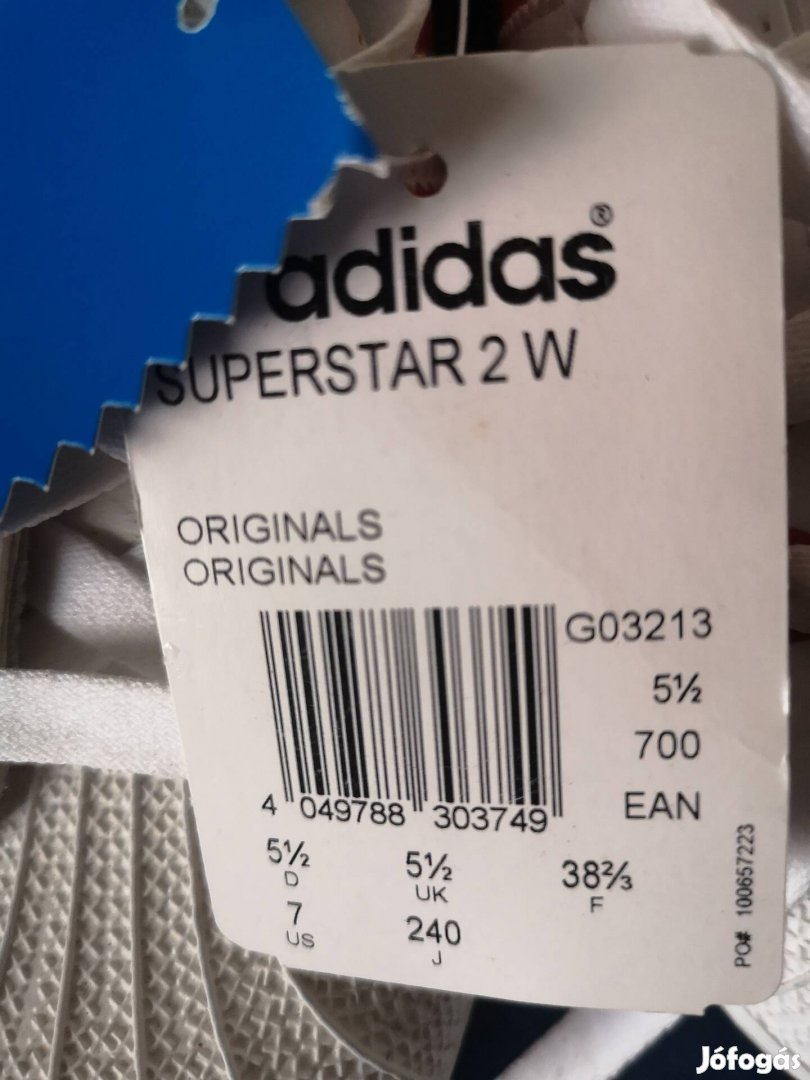 adidas®
SUPERSTAR 2 W
ORIGINALS
ORIGINALS
G03213
5½
700
EAN
4 049788 303749
5½ 5½ 38⅔
D UK F
7 240
US J
PO# 100657223
Jófogás